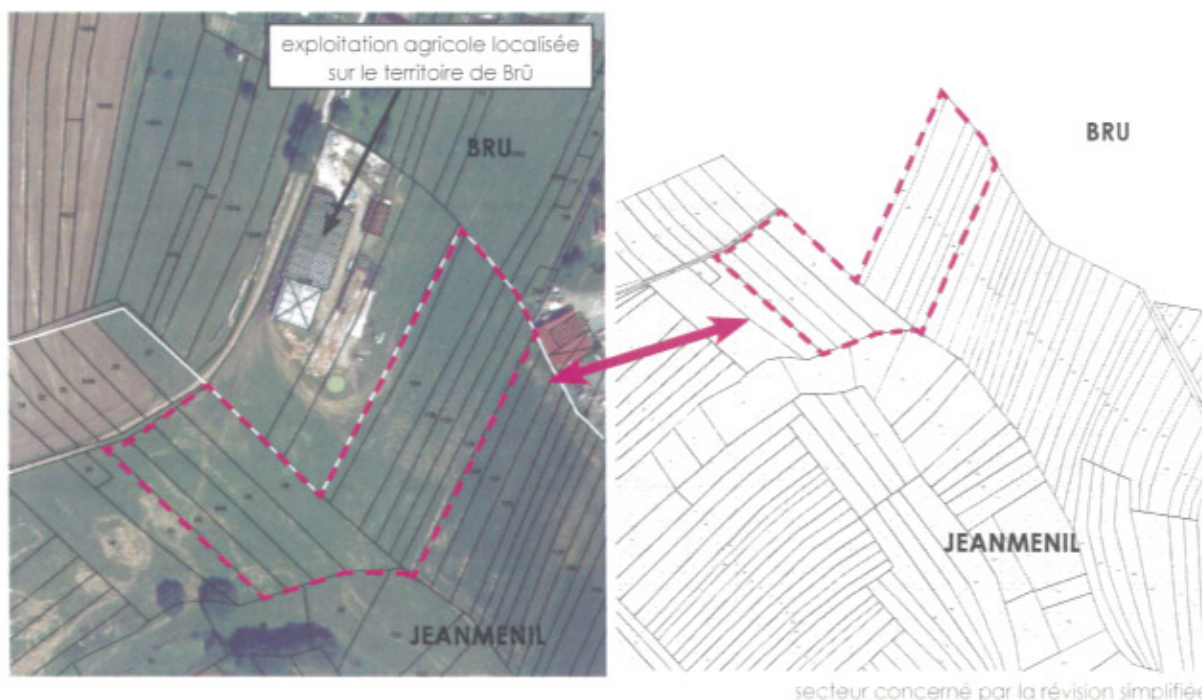 exploitation agricole localisée
sur le territoire de Brû
BRU
JEANMENIL
BRU
JEANMENIL
secteur concerné par la révision simplifiée